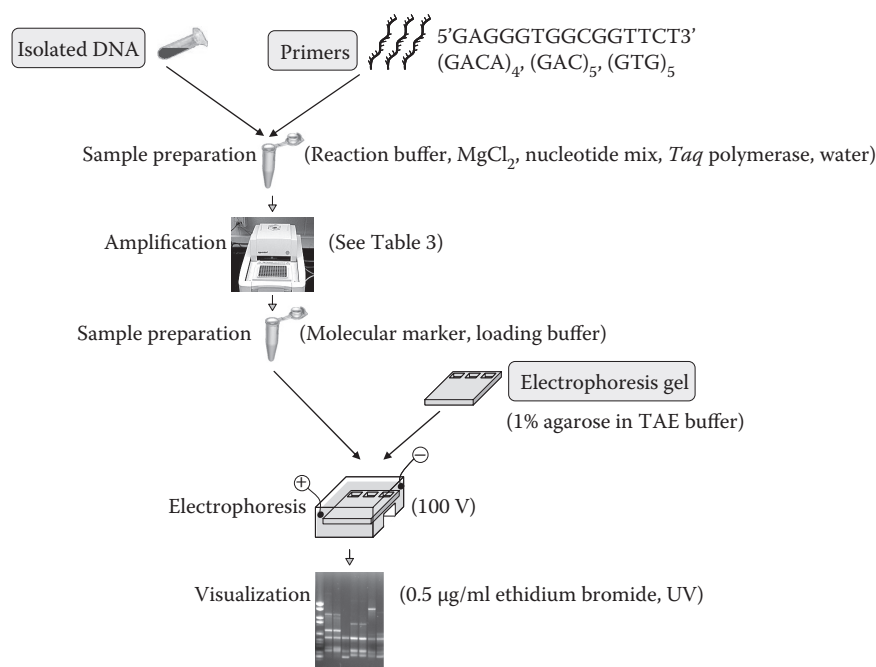 Isolated DNA
Primers
5’GAGGGTGGCGGTTCT3’
(GACA)₄, (GAC)₅, (GTG)₅
Sample preparation (Reaction buffer, MgCl₂, nucleotide mix, Taq polymerase, water)
Amplification (See Table 3)
Sample preparation (Molecular marker, loading buffer)
Electrophoresis gel
(1% agarose in TAE buffer)
+
−
Electrophoresis (100 V)
Visualization (0.5 μg/ml ethidium bromide, UV)